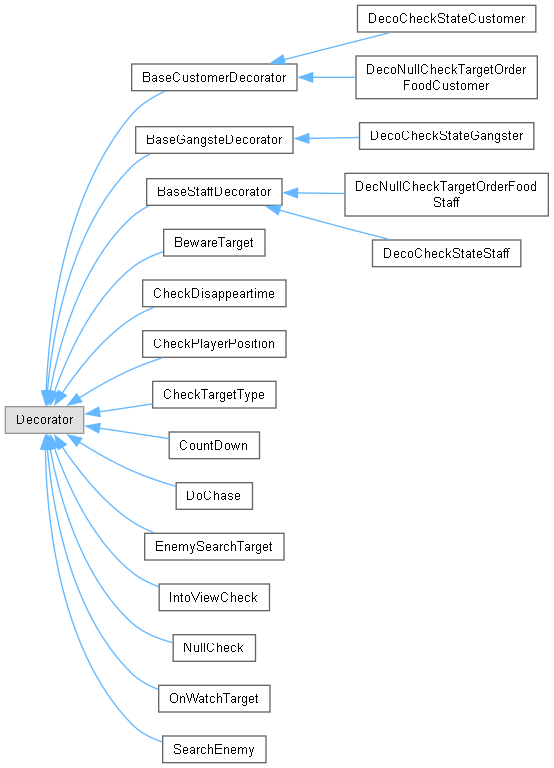 DecoCheckStateCustomer
BaseCustomerDecorator
DecoNullCheckTargetOrder
FoodCustomer
BaseGangsteDecorator
DecoCheckStateGangster
BaseStaffDecorator
DecNullCheckTargetOrderFood
Staff
DecoCheckStateStaff
BewareTarget
CheckDisappeartime
CheckPlayerPosition
CheckTargetType
Decorator
CountDown
DoChase
EnemySearchTarget
IntoViewCheck
NullCheck
OnWatchTarget
SearchEnemy